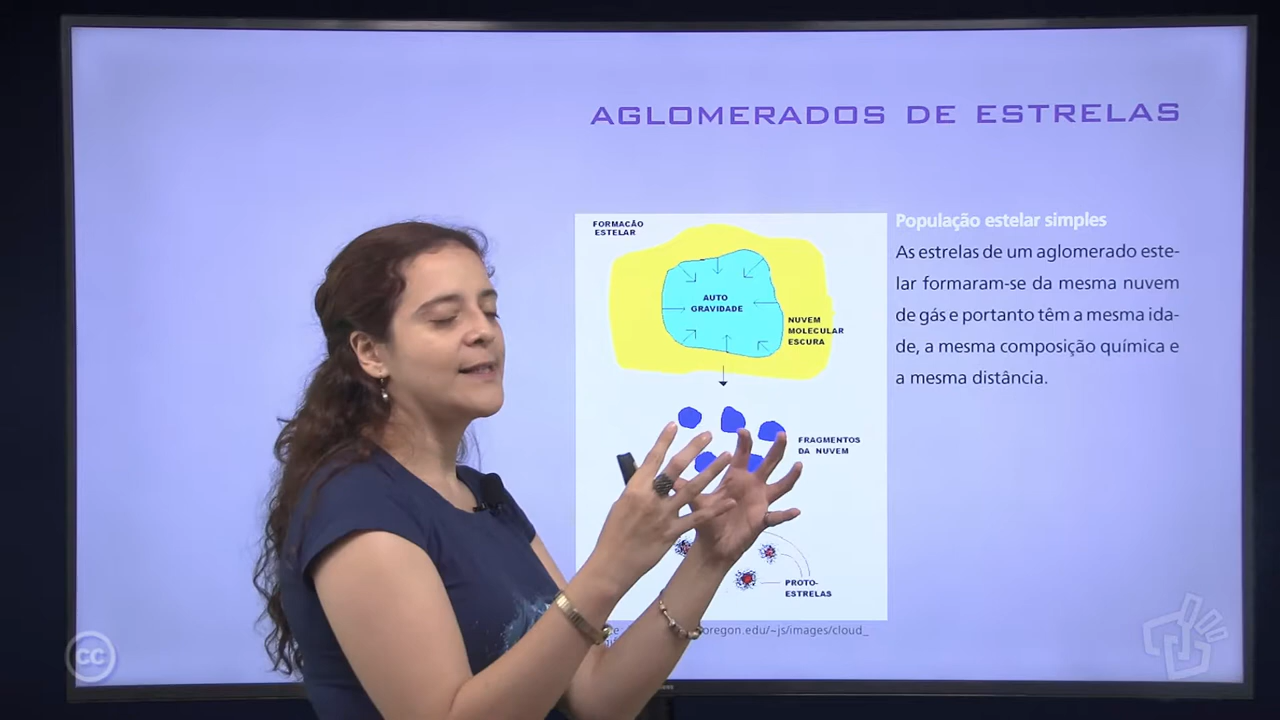 AGLOMERADOS DE ESTRELAS
FORMACÃO
ESTELAR
AUTO
GRAVIDADE
NUVEM
MOLECULAR
ESCURA
FRAGMENTOS
DA NUVEM
PROTO-
ESTRELAS
oregon.edu/~js/images/cloud_
População estelar simples
As estrelas de um aglomerado este-
lar formaram-se da mesma nuvem
de gás e portanto têm a mesma ida-
de, a mesma composição química e
a mesma distância.
cc